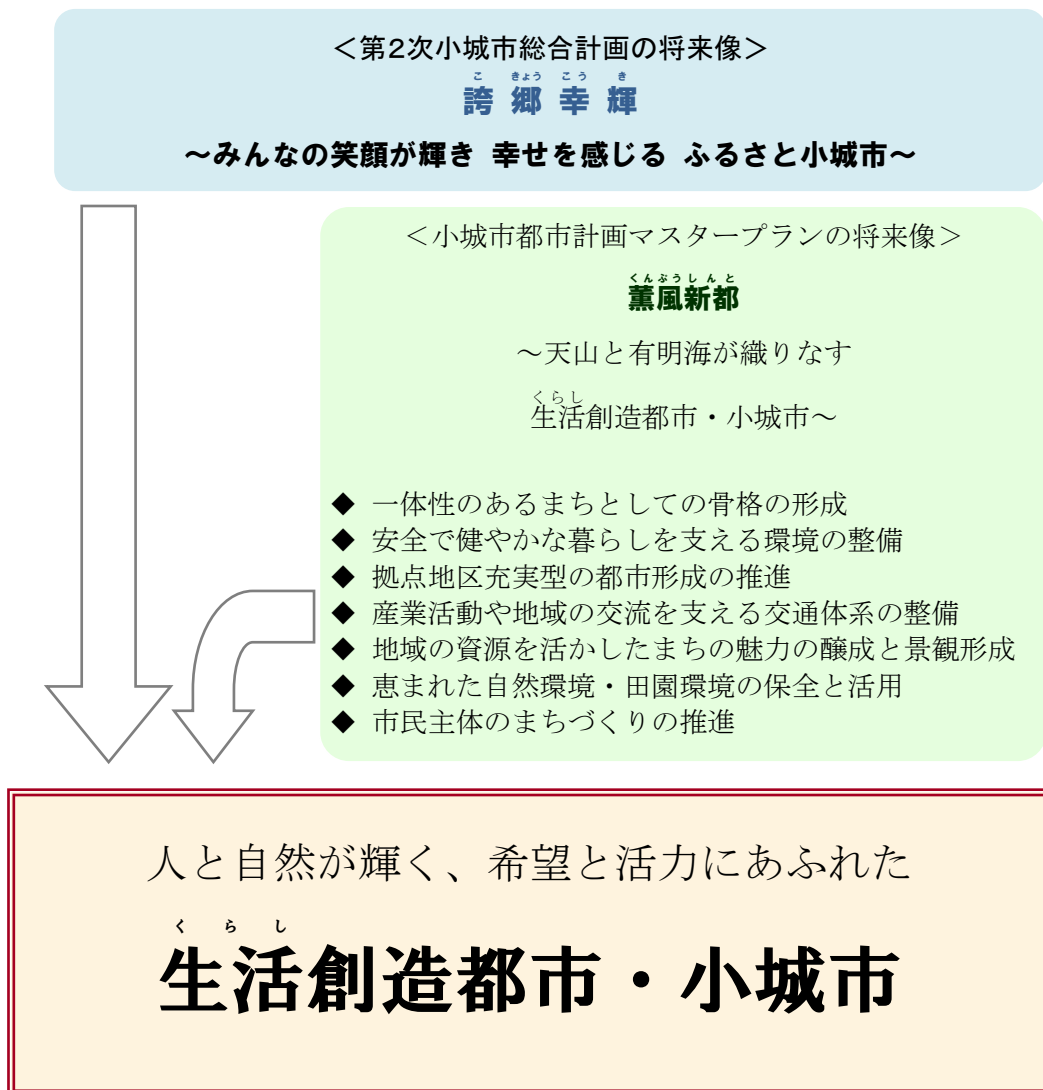 ＜第2次小城市総合計画の将来像＞
こ きょう こう き
誇郷幸輝
～みんなの笑顔が輝き 幸せを感じる ふるさと小城市～
＜小城市都市計画マスタープランの将来像＞
くんぷうしんと
薫風新都
～天山と有明海が織りなす
くらし
生活創造都市・小城市～
◆ 一体性のあるまちとしての骨格の形成
◆ 安全で健やかな暮らしを支える環境の整備
◆ 拠点地区充実型の都市形成の推進
◆ 産業活動や地域の交流を支える交通体系の整備
◆ 地域の資源を活かしたまちの魅力の醸成と景観形成
◆ 恵まれた自然環境・田園環境の保全と活用
◆ 市民主体のまちづくりの推進
人と自然が輝く、希望と活力にあふれた
くらし
生活創造都市・小城市